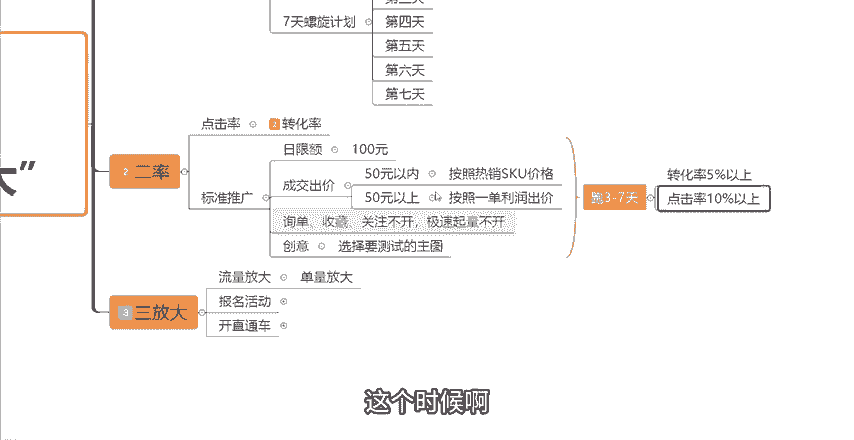 7天螺旋计划
第四天
第五天
第六天
第七天
大”
2 二率
点击率 2 转化率
标准推广
日限额 100元
成交出价
50元以内 按照热销SKU价格
50元以上 按照一单利润出价
询单、收藏、关注不开，极速起量不开
创意 选择要测试的主图
跑3-7天
转化率5%以上
点击率10%以上
3 三放大
流量放大 单量放大
报名活动
开直通车
这个时候啊